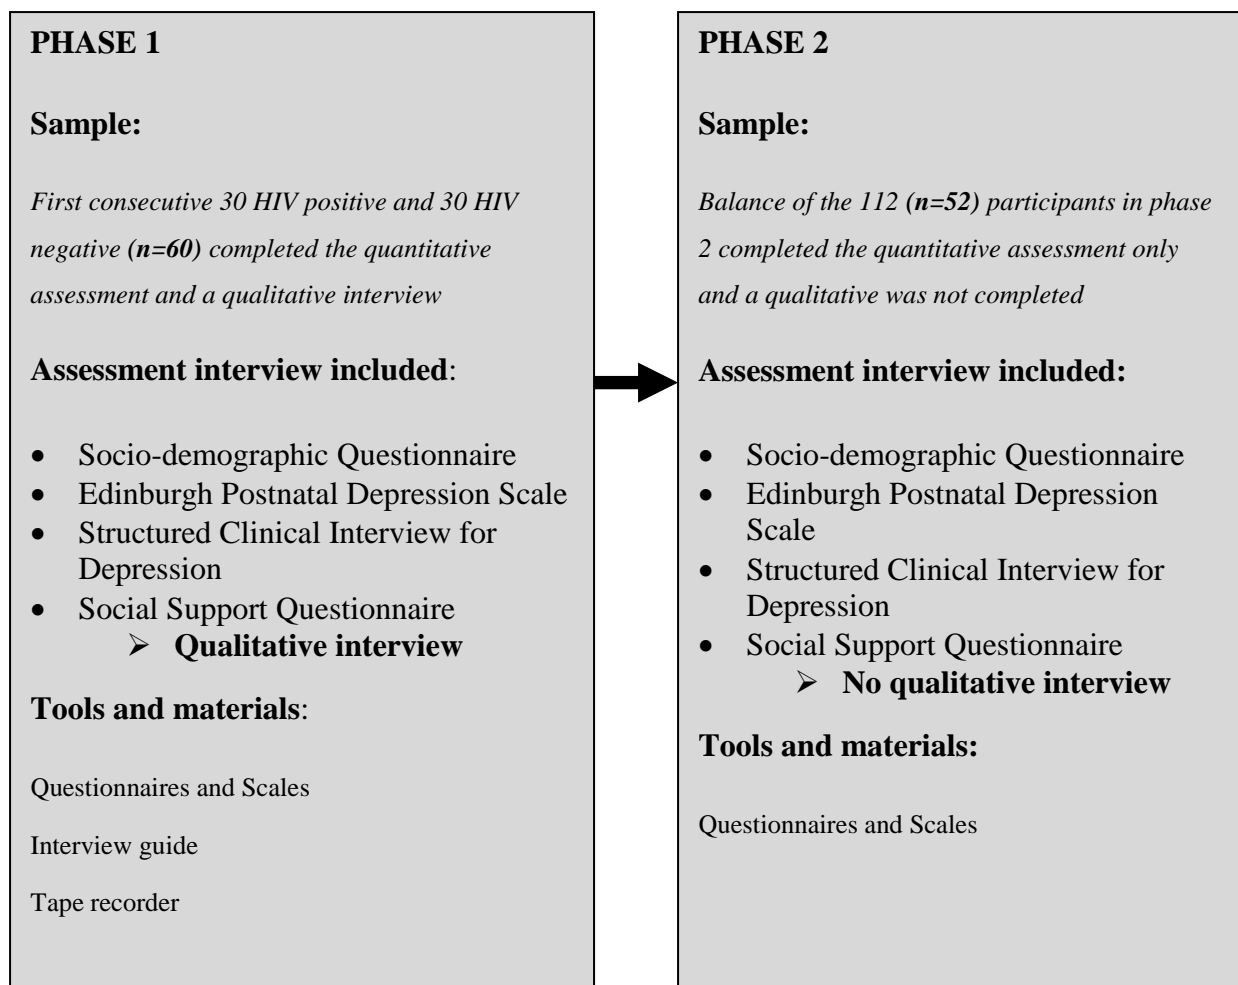 PHASE 1
Sample:
First consecutive 30 HIV positive and 30 HIV
negative (n=60) completed the quantitative
assessment and a qualitative interview
Assessment interview included:
• Socio-demographic Questionnaire
• Edinburgh Postnatal Depression Scale
• Structured Clinical Interview for
Depression
• Social Support Questionnaire
➢ Qualitative interview
Tools and materials:
Questionnaires and Scales
Interview guide
Tape recorder
PHASE 2
Sample:
Balance of the 112 (n=52) participants in phase
2 completed the quantitative assessment only
and a qualitative was not completed
Assessment interview included:
• Socio-demographic Questionnaire
• Edinburgh Postnatal Depression
Scale
• Structured Clinical Interview for
Depression
• Social Support Questionnaire
➢ No qualitative interview
Tools and materials:
Questionnaires and Scales